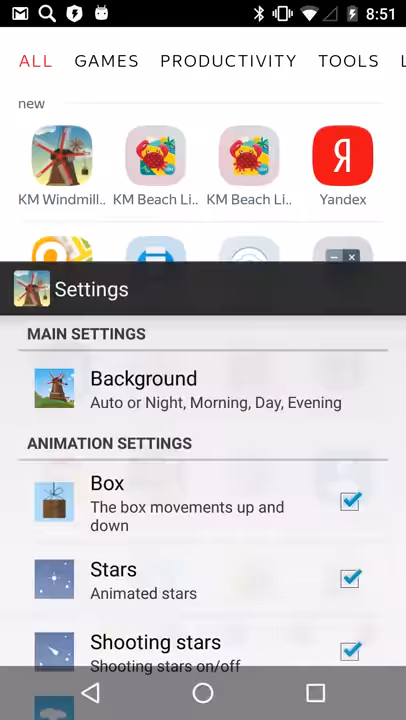 8:51
ALL GAMES PRODUCTIVITY TOOLS L
new
KM Windmill.. KM Beach Li.. KM Beach Li.. Yandex
Settings
MAIN SETTINGS
Background
Auto or Night, Morning, Day, Evening
ANIMATION SETTINGS
Box
The box movements up and
down
Stars
Animated stars
Shooting stars
Shooting stars on/off